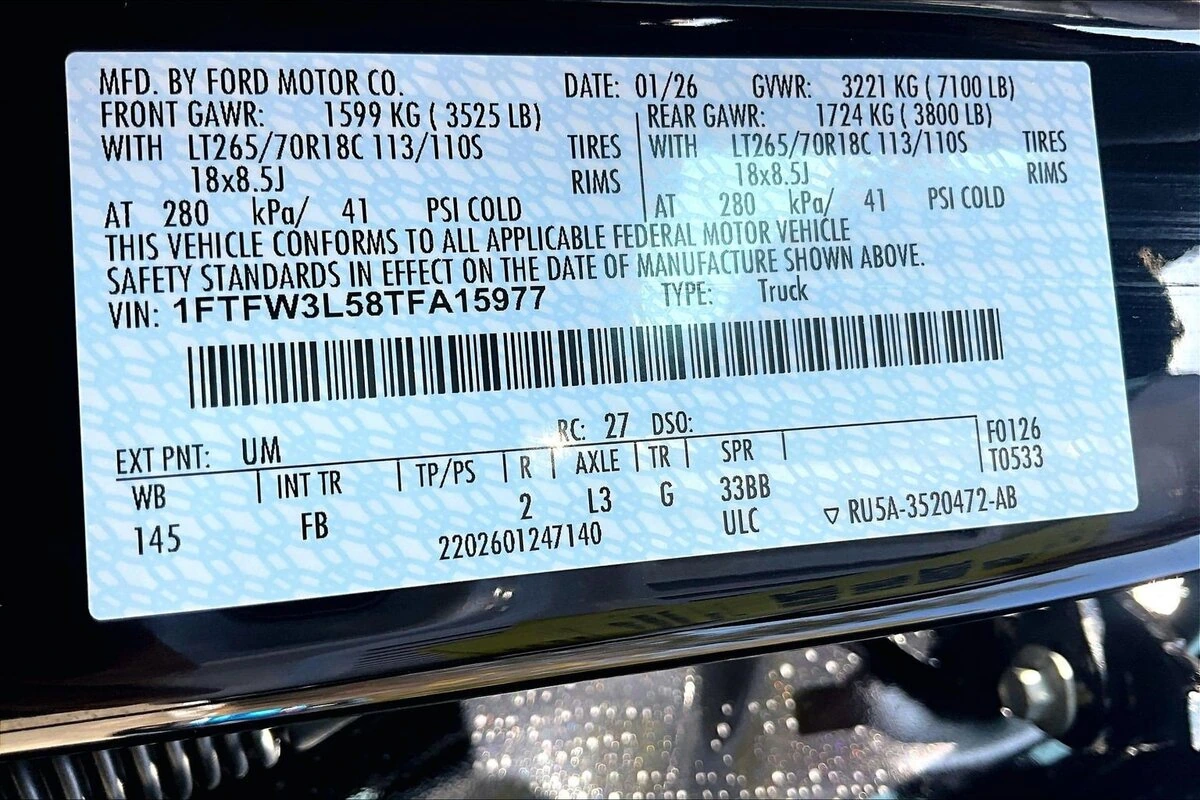 MFD. BY FORD MOTOR CO. DATE: 01/26 GVWR: 3221 KG ( 7100 LB)
FRONT GAWR: 1599 KG ( 3525 LB) REAR GAWR: 1724 KG ( 3800 LB)
WITH LT265/70R18C 113/110S TIRES WITH LT265/70R18C 113/110S TIRES
18x8.5J RIMS 18x8.5J RIMS
AT 280 kPa/ 41 PSI COLD AT 280 kPa/ 41 PSI COLD
THIS VEHICLE CONFORMS TO ALL APPLICABLE FEDERAL MOTOR VEHICLE
SAFETY STANDARDS IN EFFECT ON THE DATE OF MANUFACTURE SHOWN ABOVE.
VIN: 1FTFW3L58TFA15977 TYPE: Truck
EXT PNT: UM RC: 27 DSO:
WB INT TR TP/PS R AXLE TR SPR F0126
145 FB 2 L3 G 33BB T0533
2202601247140 ULC ▽ RU5A-3520472-AB